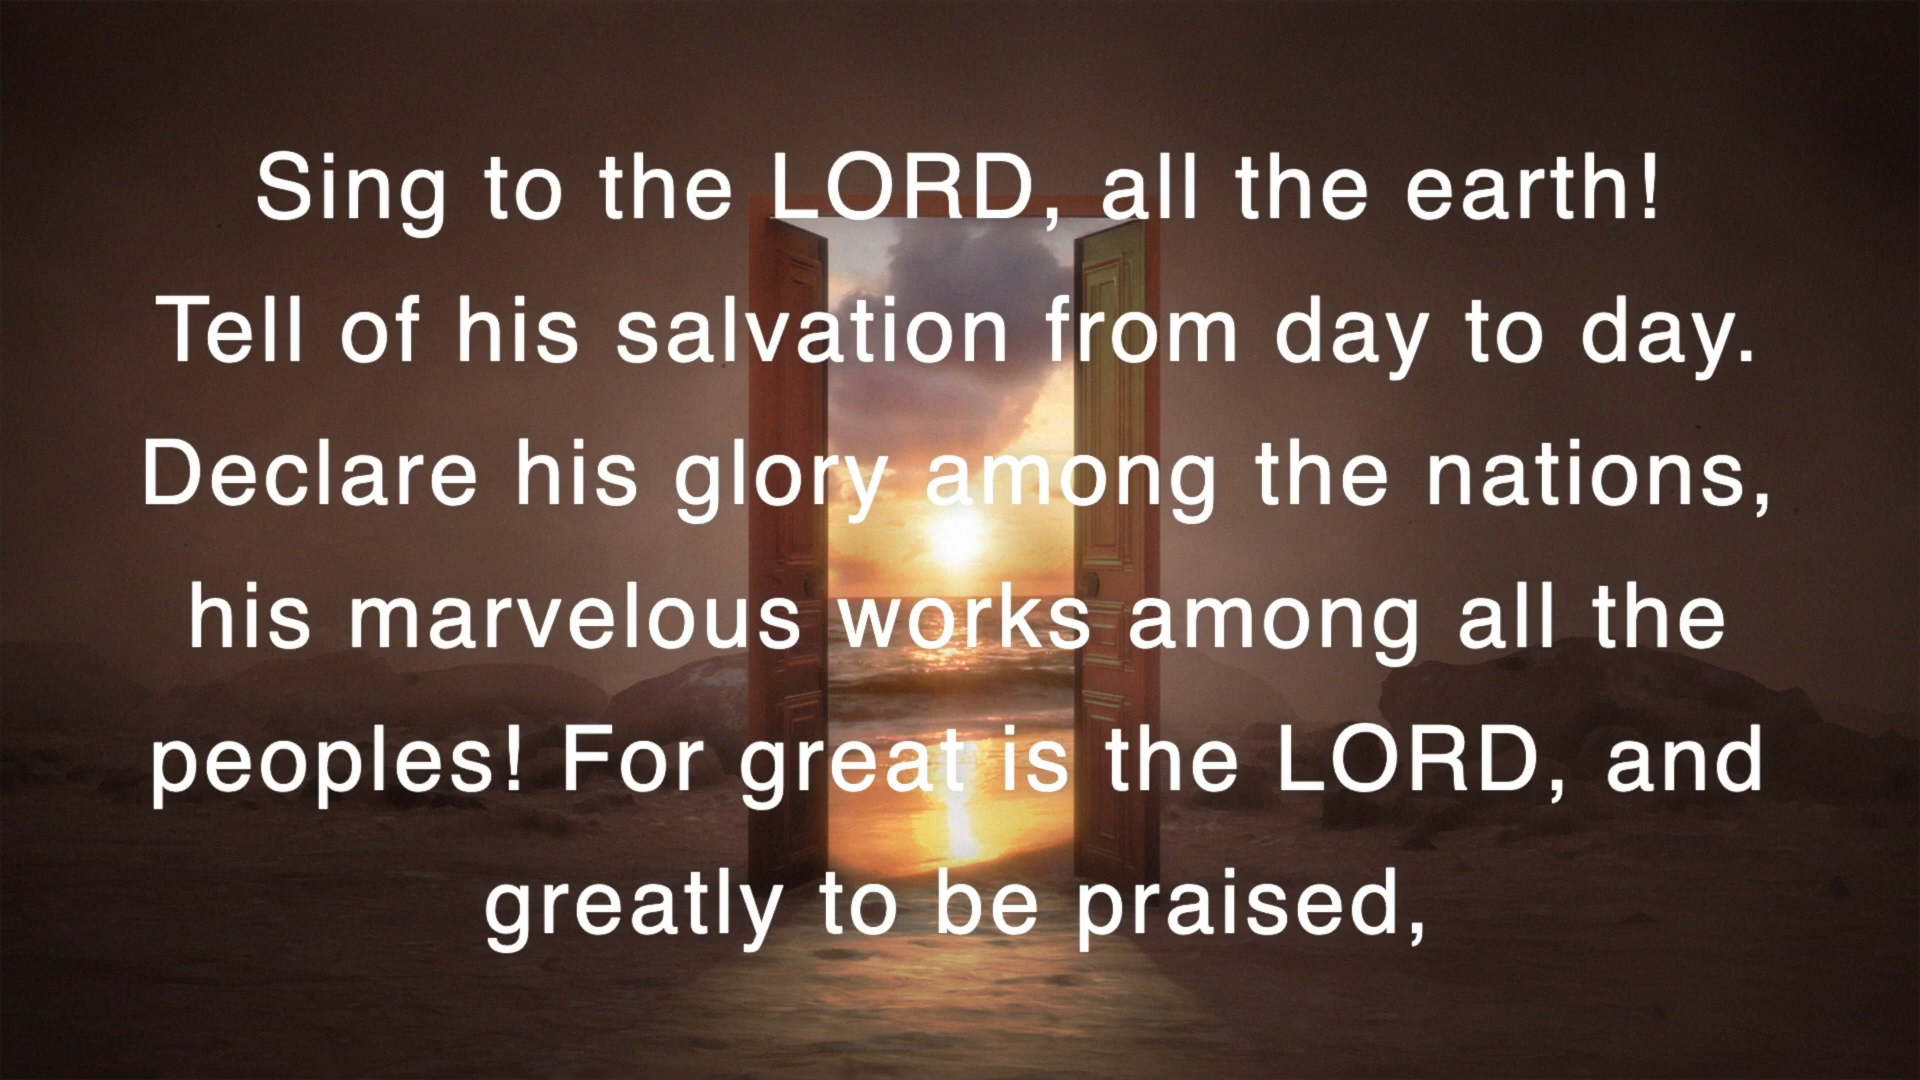 Sing to the LORD, all the earth!
Tell of his salvation from day to day.
Declare his glory among the nations,
his marvelous works among all the
peoples! For great is the LORD, and
greatly to be praised,